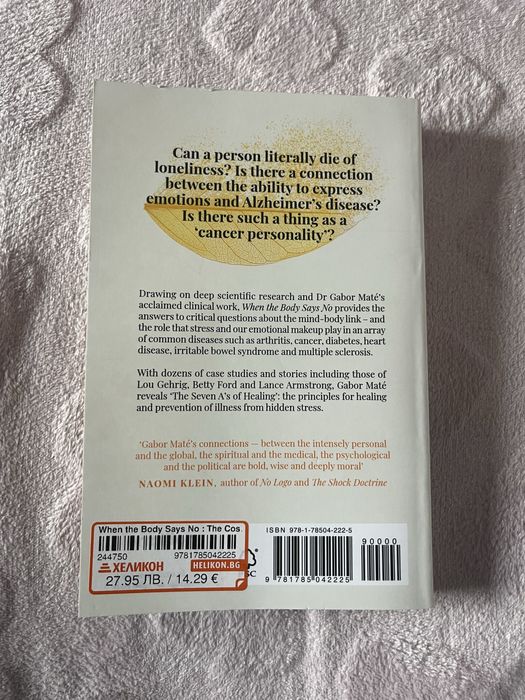 Can a person literally die of
loneliness? Is there a connection
between the ability to express
emotions and Alzheimer's disease?
Is there such a thing as a
'cancer personality'?
Drawing on deep scientific research and Dr Gabor Maté's
acclaimed clinical work, When the Body Says No provides the
answers to critical questions about the mind-body link – and
the role that stress and our emotional makeup play in an array
of common diseases such as arthritis, cancer, diabetes, heart
disease, irritable bowel syndrome and multiple sclerosis.
With dozens of case studies and stories including those of
Lou Gehrig, Betty Ford and Lance Armstrong, Gabor Maté
reveals 'The Seven A's of Healing': the principles for healing
and prevention of illness from hidden stress.
'Gabor Maté's connections — between the intensely personal
and the global, the spiritual and the medical, the psychological
and the political are bold, wise and deeply moral'
NAOMI KLEIN, author of No Logo and The Shock Doctrine
When the Body Says No : The Cos
244750 9781785042225
ХЕЛИКОН HELIKON.BG
27.95 ЛВ. / 14.29 €
SC
ISBN 978-1-78504-222-5
90000
9 781785 042225